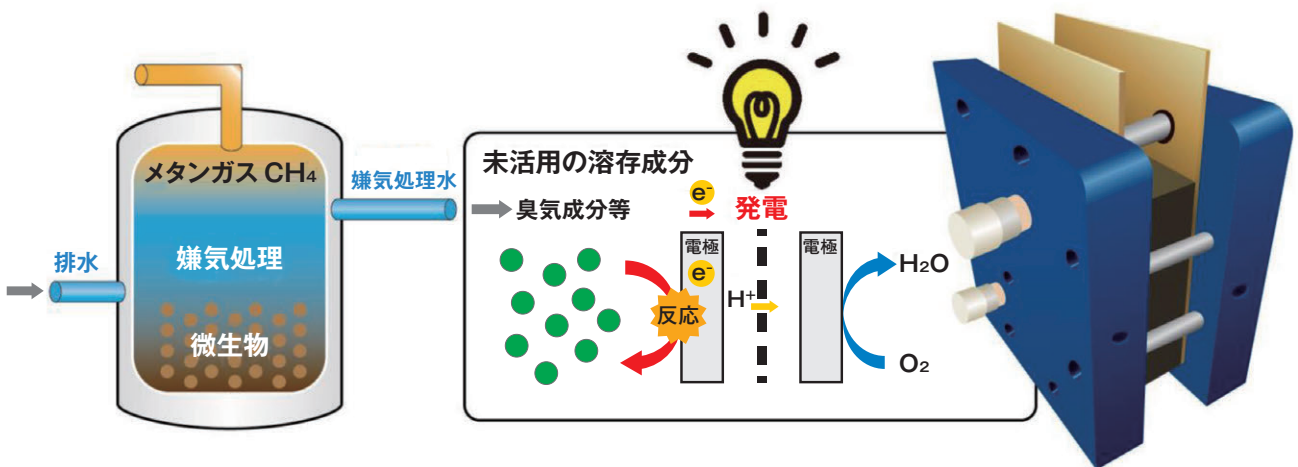 メタンガス CH₄
嫌気処理水
排水
嫌気処理
微生物
未活用の溶存成分
臭気成分等
e⁻
発電
電極
電極
e⁻
H⁺
反応
H₂O
O₂